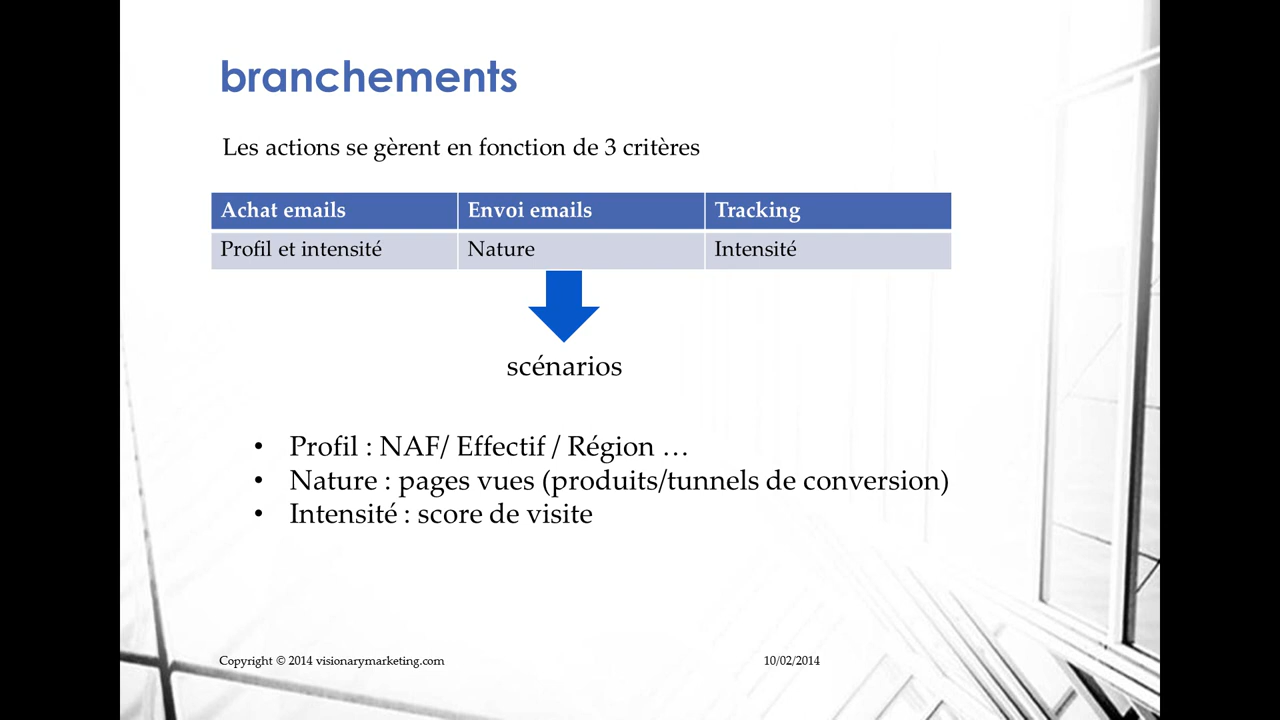 branchements
Les actions se gèrent en fonction de 3 critères
Achat emails Envoi emails Tracking
Profil et intensité Nature Intensité
scénarios
• Profil : NAF/ Effectif / Région …
• Nature : pages vues (produits/tunnels de conversion)
• Intensité : score de visite
Copyright © 2014 visionarymarketing.com 10/02/2014